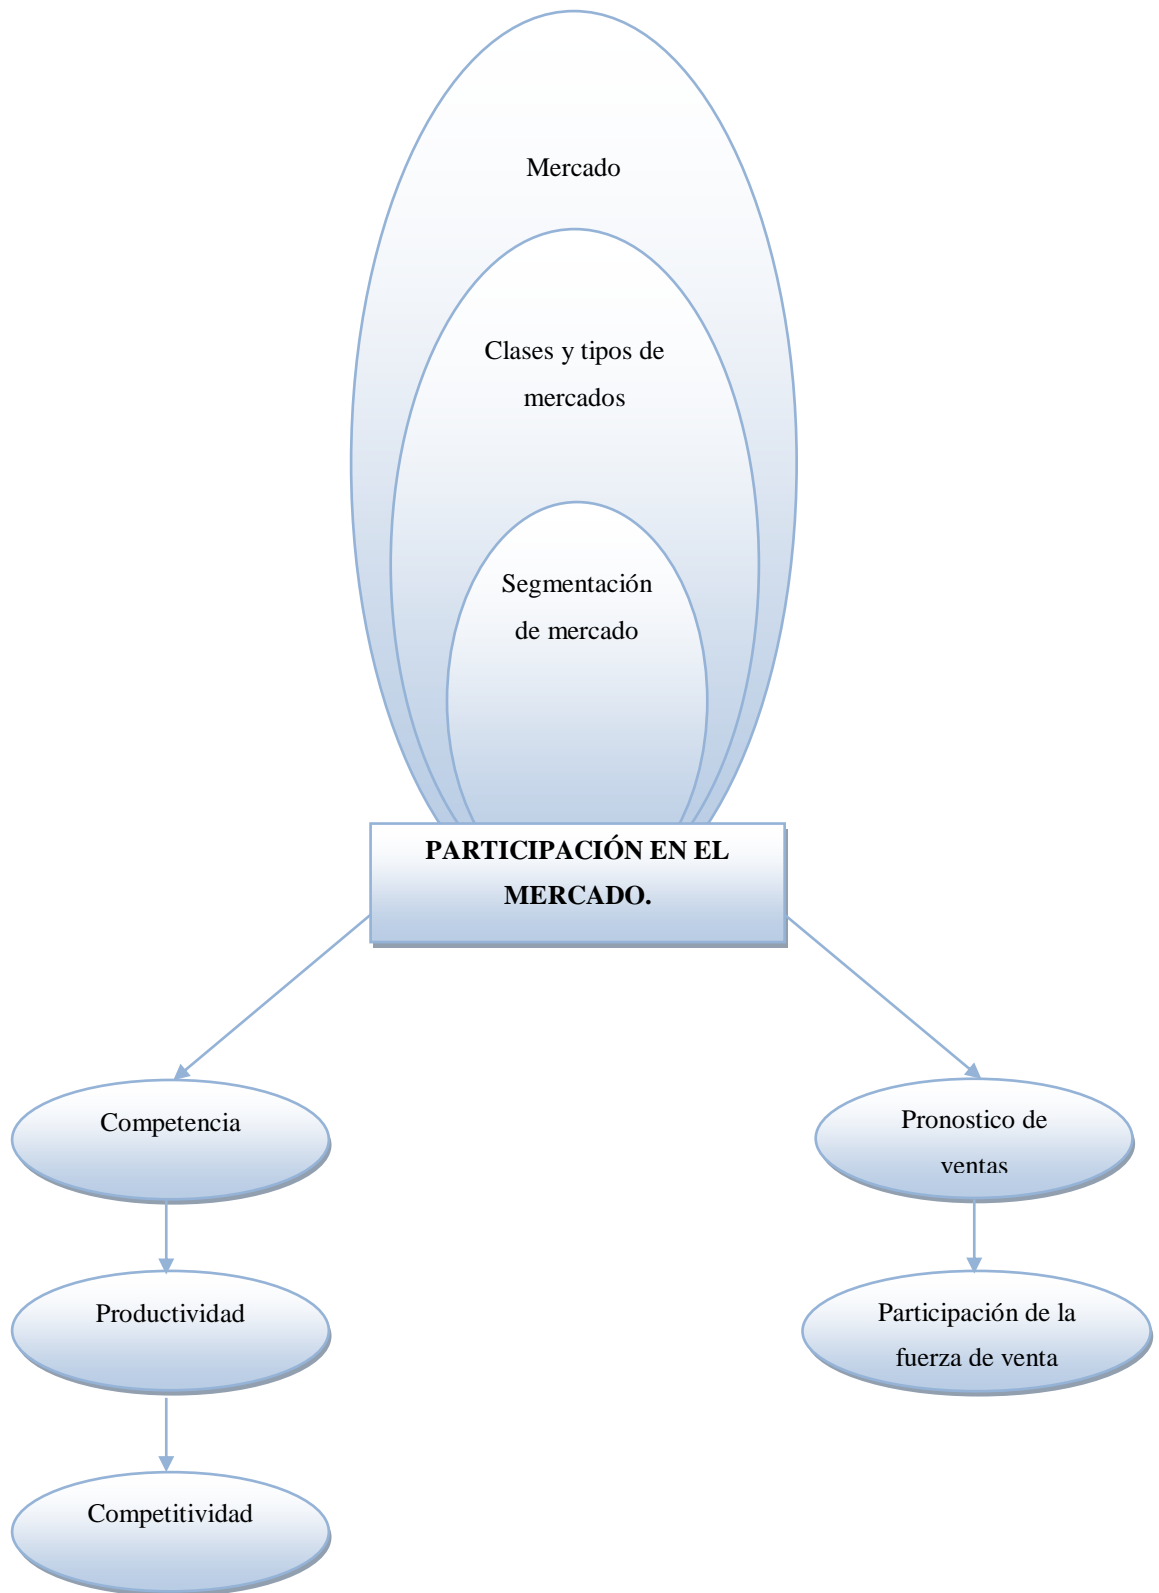 Mercado
Clases y tipos de
mercados
Segmentación
de mercado
PARTICIPACIÓN EN EL
MERCADO.
Competencia
Pronostico de
ventas
Productividad
Participación de la
fuerza de venta
Competitividad